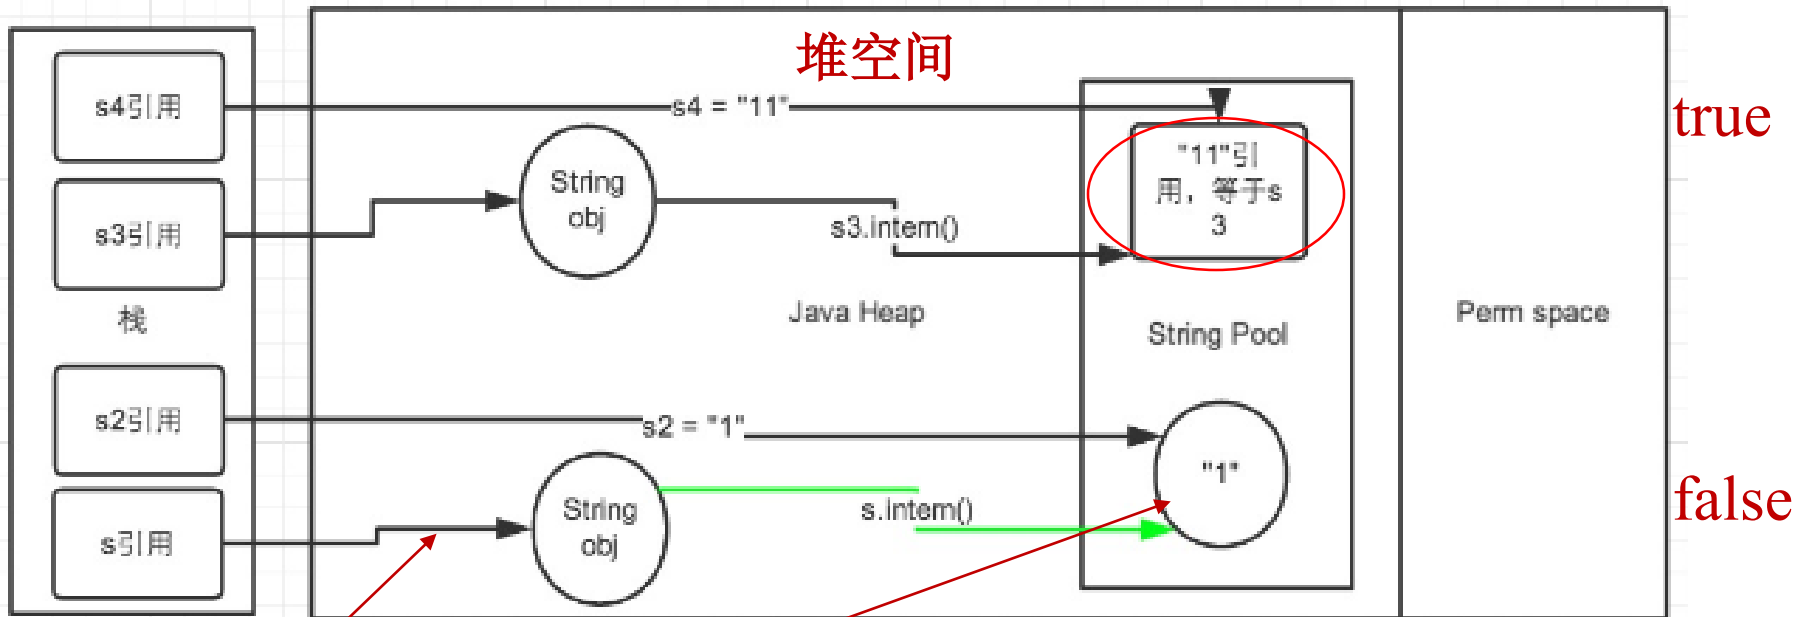 堆空间
s4引用
s4 = "11"
true
String
obj
"11"引
用，等于s
3
s3引用
s3.intern()
栈
Java Heap
String Pool
Perm space
s2引用
s2 = "1"
"1"
String
obj
s.intern()
false
s引用